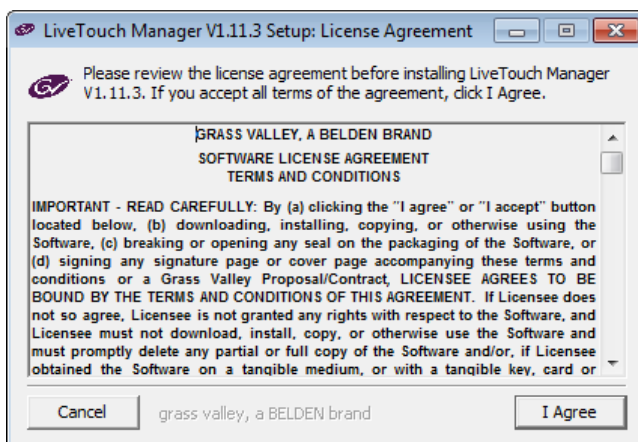 LiveTouch Manager V1.11.3 Setup: License Agreement
Please review the license agreement before installing LiveTouch Manager
V1.11.3. If you accept all terms of the agreement, click I Agree.
GRASS VALLEY, A BELDEN BRAND
SOFTWARE LICENSE AGREEMENT
TERMS AND CONDITIONS
IMPORTANT - READ CAREFULLY: By (a) clicking the "I agree" or "I accept" button
located below, (b) downloading, installing, copying, or otherwise using the
Software, (c) breaking or opening any seal on the packaging of the Software, or
(d) signing any signature page or cover page accompanying these terms and
conditions or a Grass Valley Proposal/Contract, LICENSEE AGREES TO BE
BOUND BY THE TERMS AND CONDITIONS OF THIS AGREEMENT. If Licensee does
not so agree, Licensee is not granted any rights with respect to the Software, and
Licensee must not download, install, copy, or otherwise use the Software and
must promptly delete any partial or full copy of the Software and/or, if Licensee
obtained the Software on a tangible medium, or with a tangible key, card or
Cancel
grass valley, a BELDEN brand
I Agree